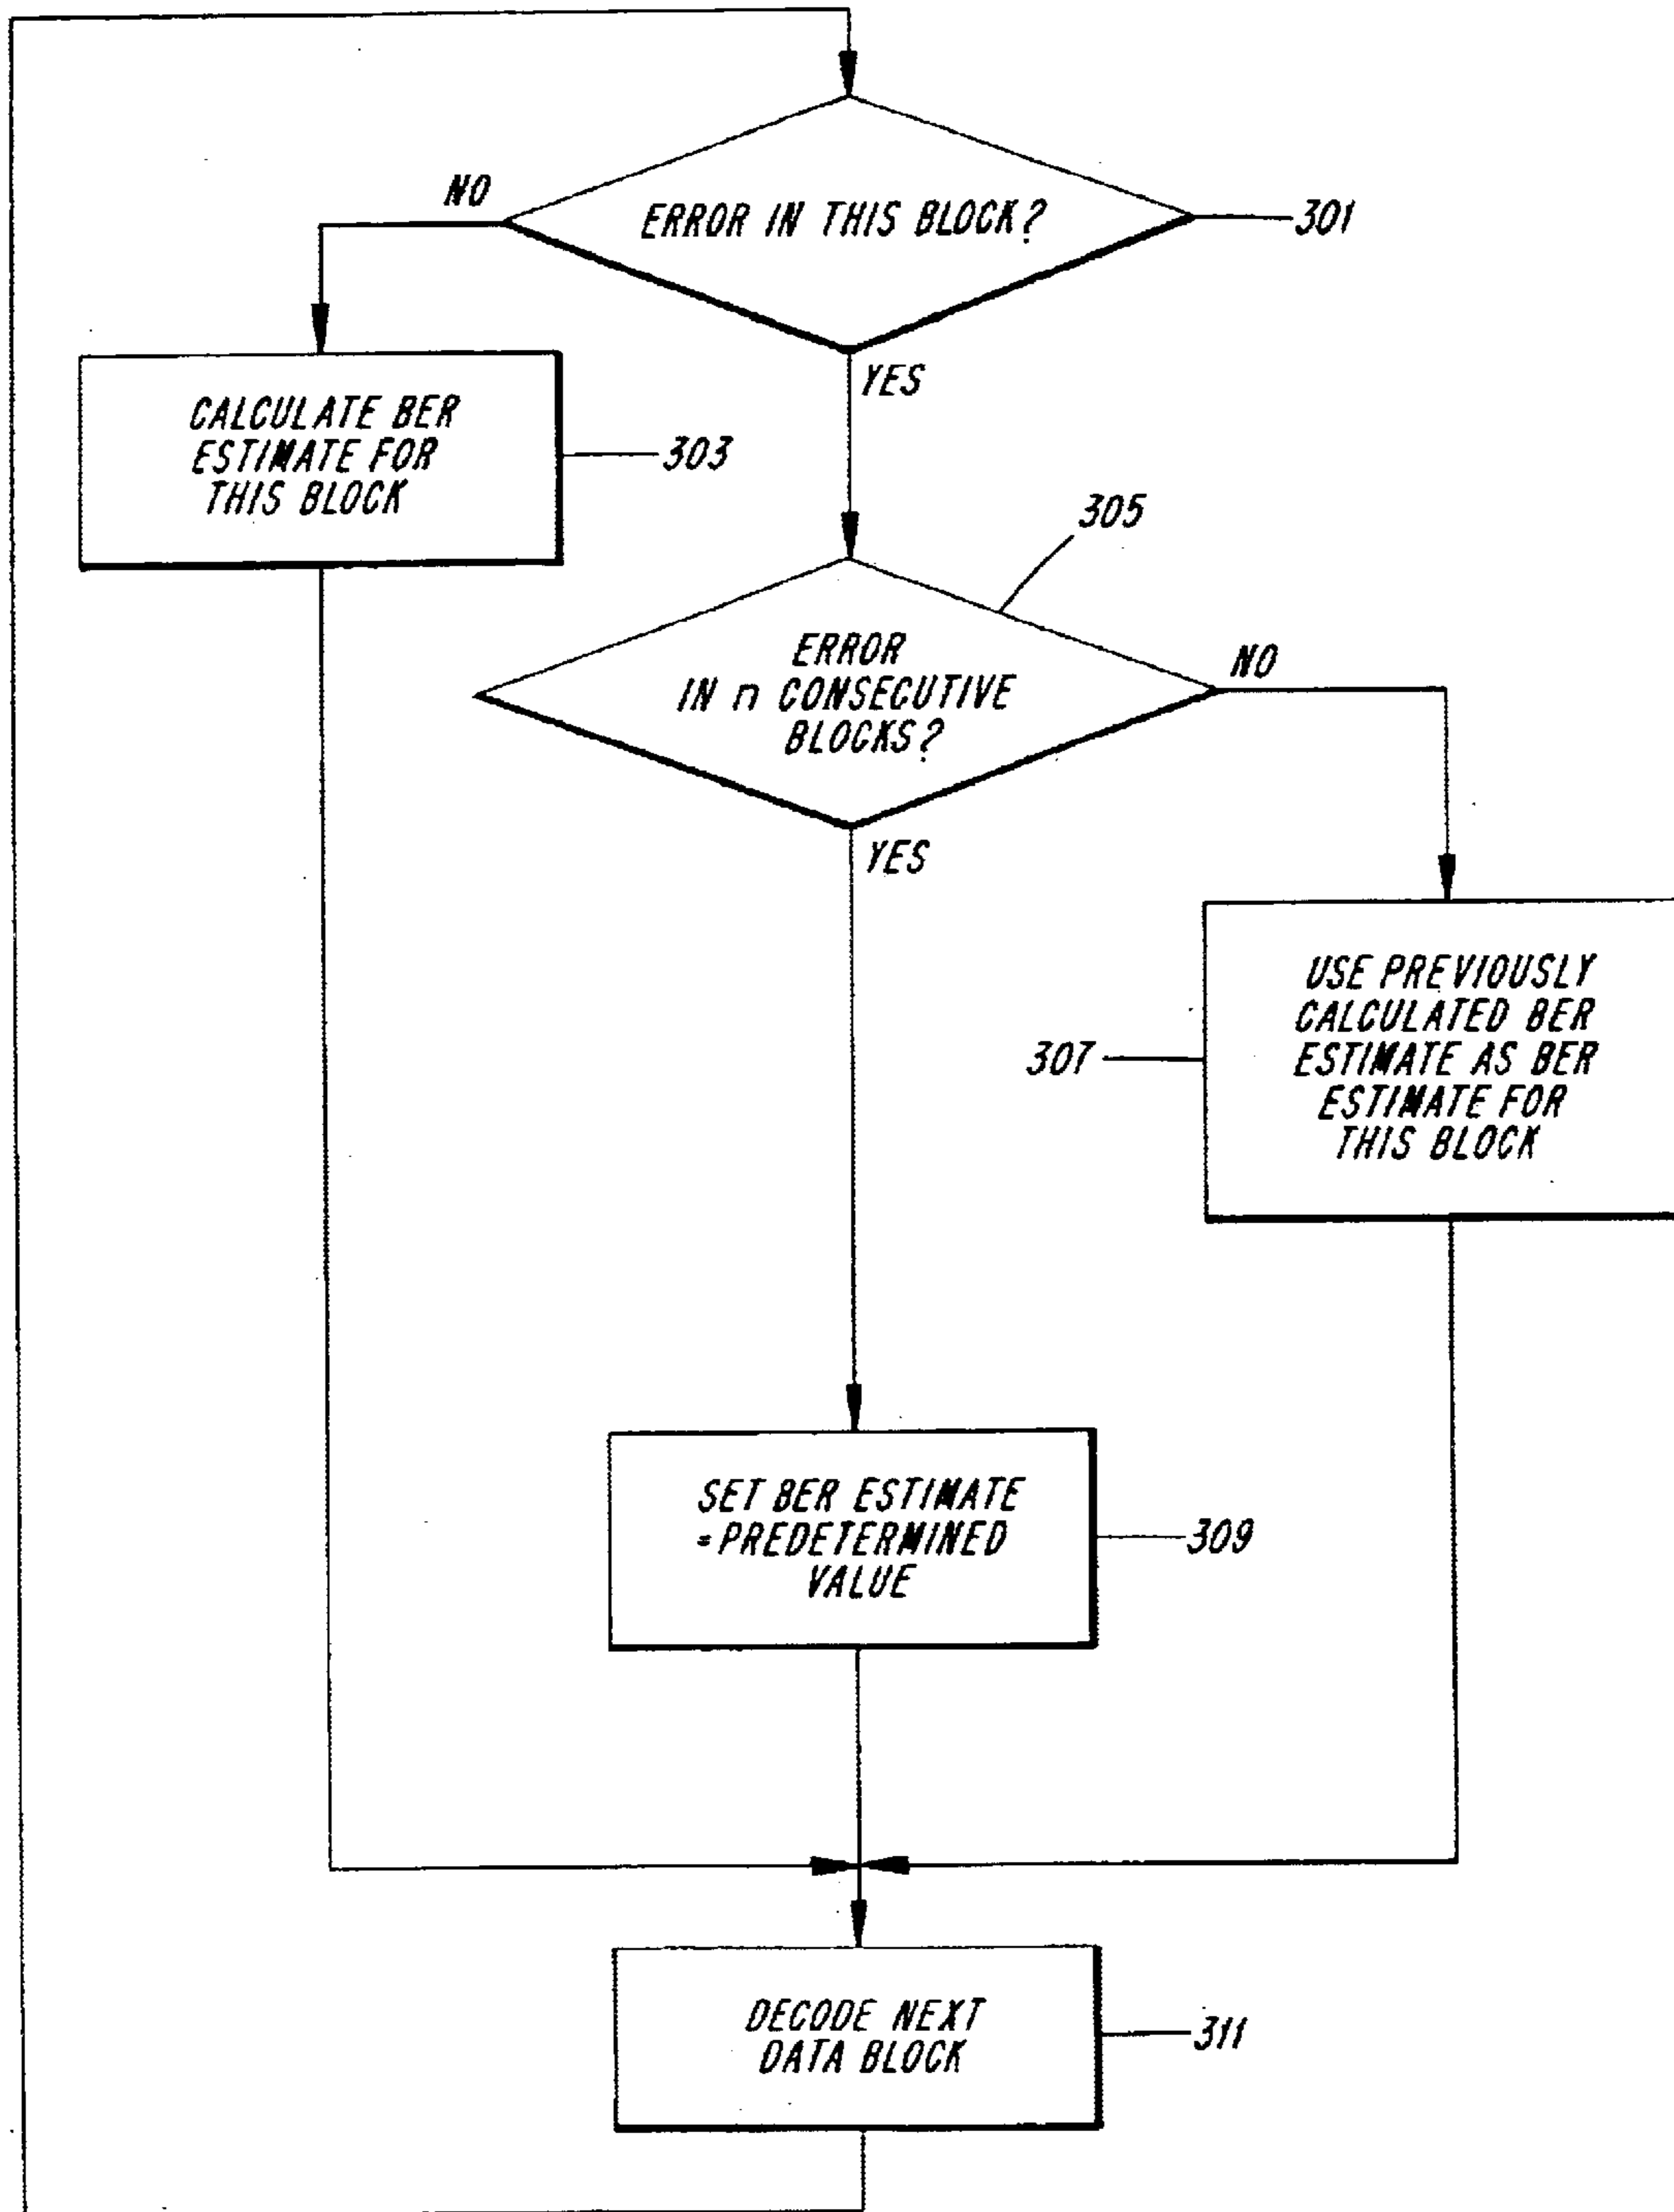 NO
ERROR IN THIS BLOCK?
301
YES
CALCULATE BER
ESTIMATE FOR
THIS BLOCK
303
305
ERROR
IN n CONSECUTIVE
BLOCKS?
NO
YES
USE PREVIOUSLY
CALCULATED BER
ESTIMATE AS BER
ESTIMATE FOR
THIS BLOCK
307
SET BER ESTIMATE
=PREDETERMINED
VALUE
309
DECODE NEXT
DATA BLOCK
311